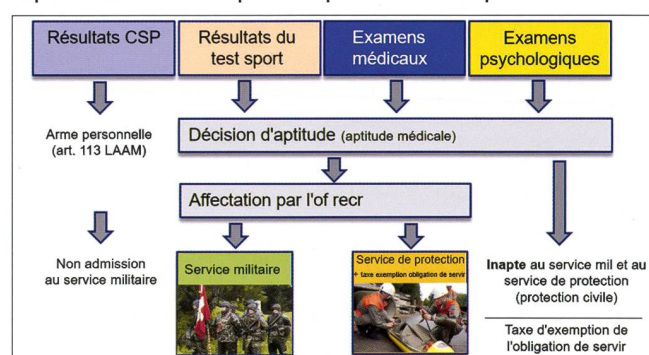 Résultats CSP
Résultats du
test sport
Examens
médicaux
Examens
psychologiques
Arme personnelle
(art. 113 LAAM)
Décision d'aptitude (aptitude médicale)
Affectation par l'of recr
Non admission
au service militaire
Service militaire
Service de protection
+ taxe exemption obligation de servir
Inapte au service mil et au
service de protection
(protection civile)
Taxe d'exemption de
l'obligation de servir